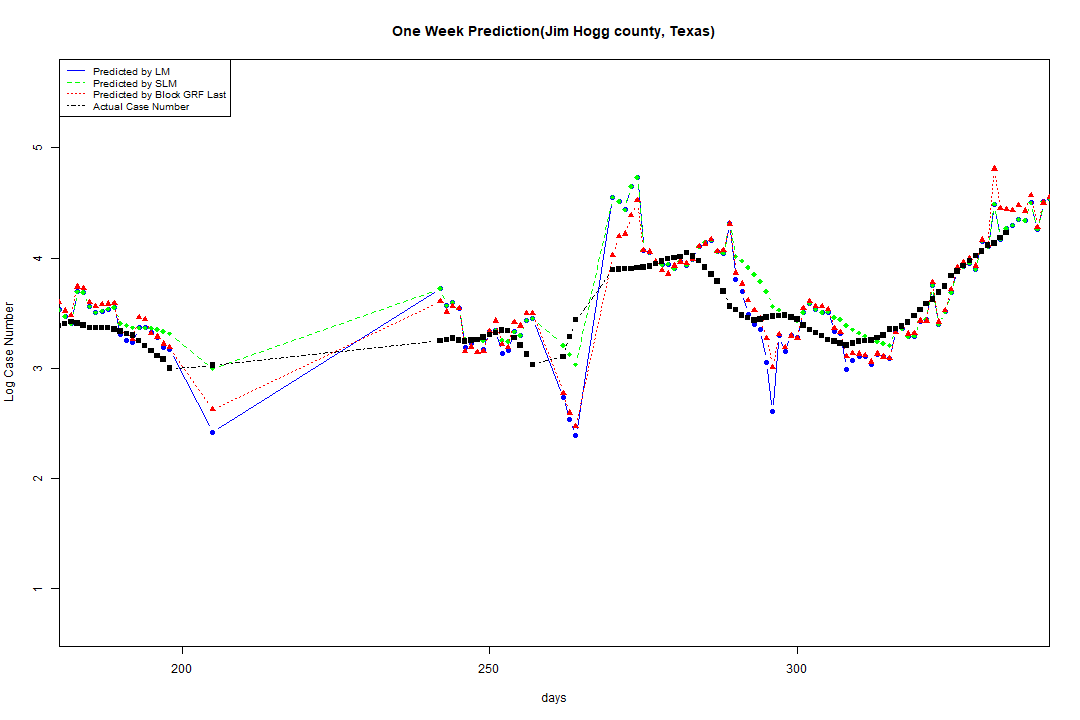 One Week Prediction(Jim Hogg county, Texas)
Predicted by LM
Predicted by SLM
Predicted by Block GRF Last
Actual Case Number
Log Case Number
5
4
3
2
1
200
250
300
days